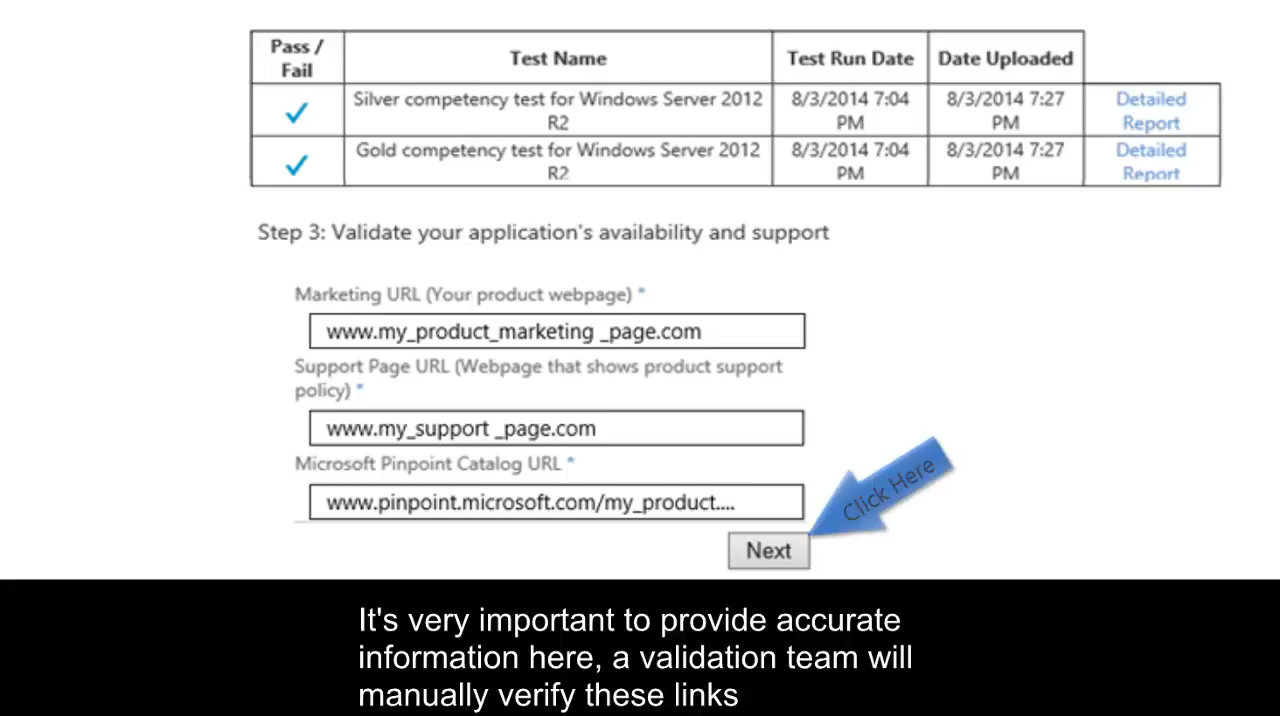 Pass / Fail
Test Name
Test Run Date
Date Uploaded
Silver competency test for Windows Server 2012 R2
8/3/2014 7:04 PM
8/3/2014 7:27 PM
Detailed Report
Gold competency test for Windows Server 2012 R2
8/3/2014 7:04 PM
8/3/2014 7:27 PM
Detailed Report
Step 3: Validate your application's availability and support
Marketing URL (Your product webpage) *
www.my_product_marketing _page.com
Support Page URL (Webpage that shows product support
policy) *
www.my_support _page.com
Microsoft Pinpoint Catalog URL *
www.pinpoint.microsoft.com/my_product....
Click Here
Next
It's very important to provide accurate
information here, a validation team will
manually verify these links